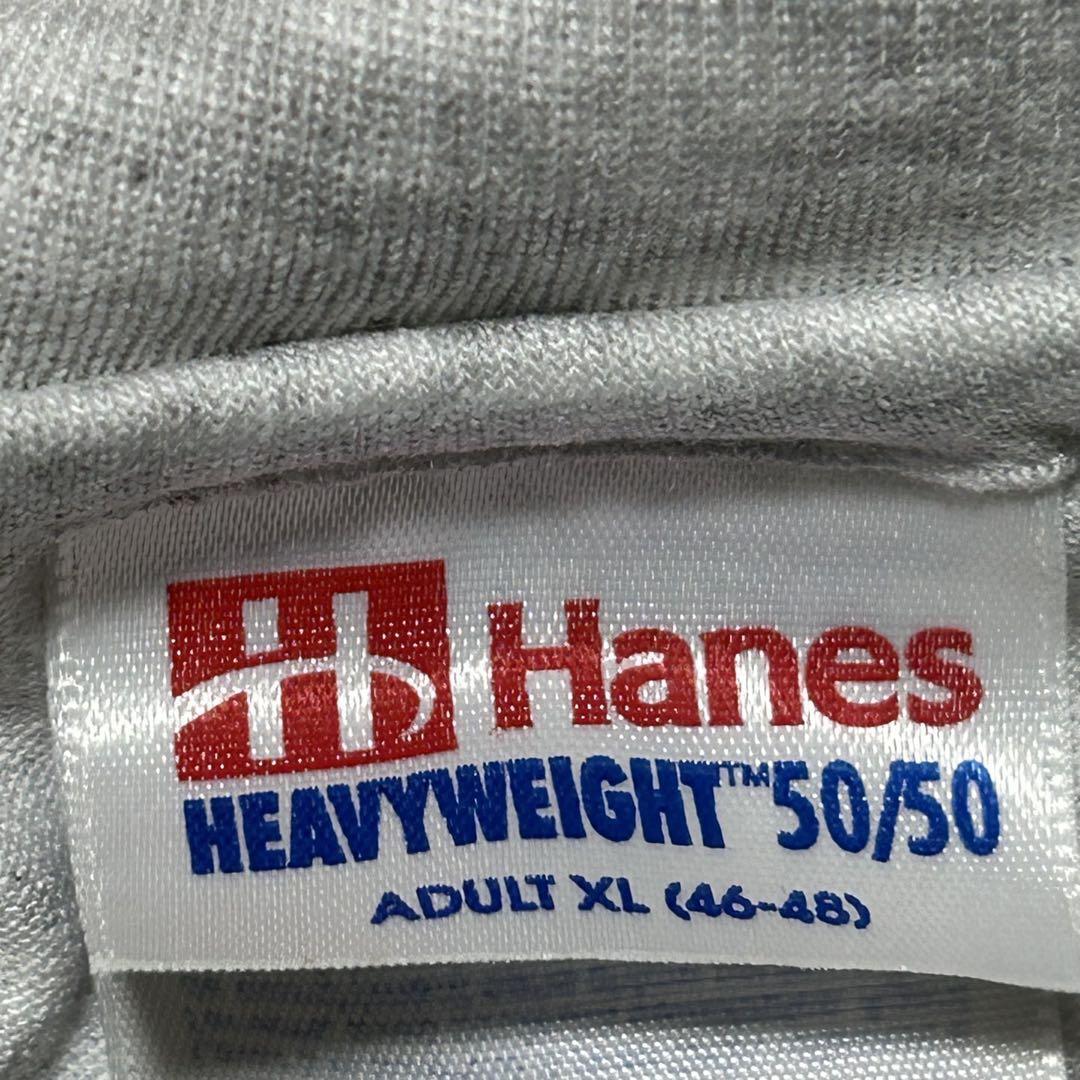 H Hanes
HEAVYWEIGHT™ 50/50
ADULT XL (46-48)